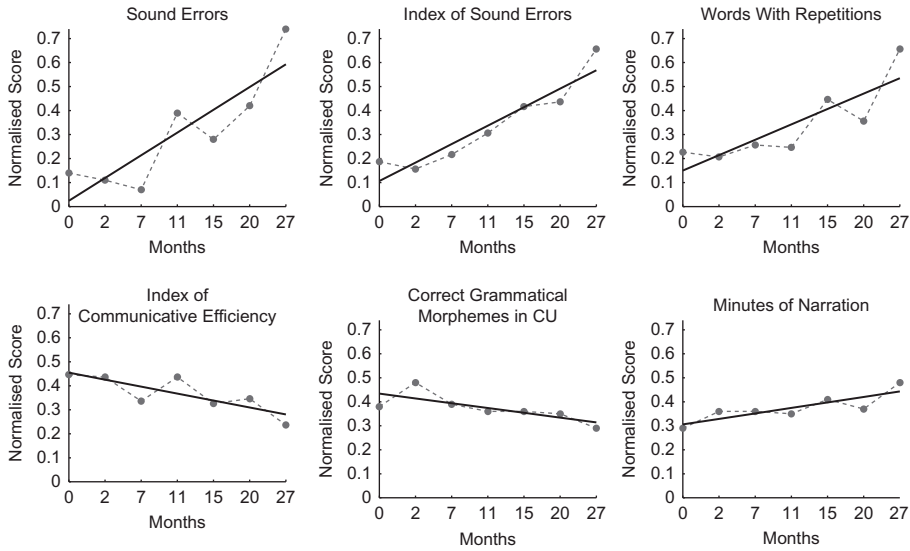 Sound Errors
Normalised Score
0.7
0.6
0.5
0.4
0.3
0.2
0.1
0
0 2 7 11 15 20 27
Months
Index of Sound Errors
Normalised Score
0.7
0.6
0.5
0.4
0.3
0.2
0.1
0
0 2 7 11 15 20 27
Months
Words With Repetitions
Normalised Score
0.7
0.6
0.5
0.4
0.3
0.2
0.1
0
0 2 7 11 15 20 27
Months
Index of
Communicative Efficiency
Normalised Score
0.7
0.6
0.5
0.4
0.3
0.2
0.1
0
0 2 7 11 15 20 27
Months
Correct Grammatical
Morphemes in CU
Normalised Score
0.7
0.6
0.5
0.4
0.3
0.2
0.1
0
0 2 7 11 15 20 27
Months
Minutes of Narration
Normalised Score
0.7
0.6
0.5
0.4
0.3
0.2
0.1
0
0 2 7 11 15 20 27
Months